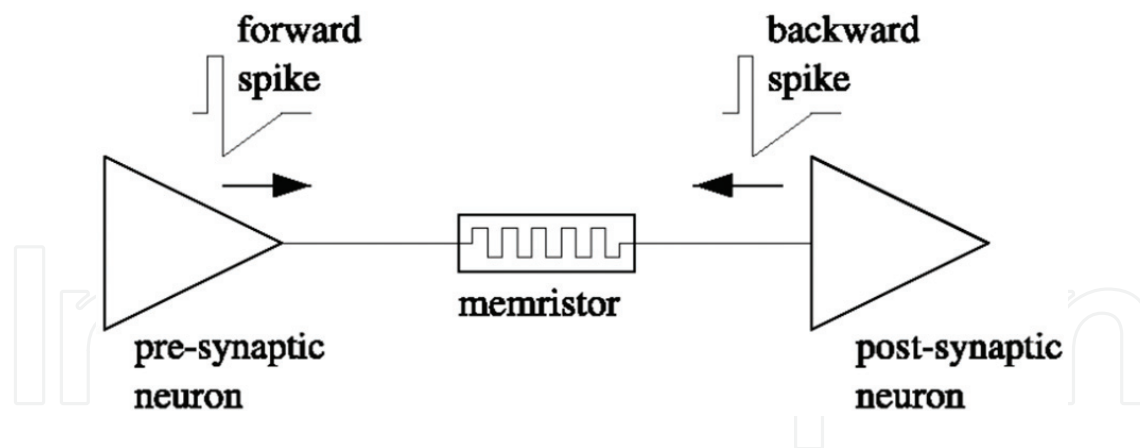 forward
spike
backward
spike
memristor
pre-synaptic
neuron
post-synaptic
neuron